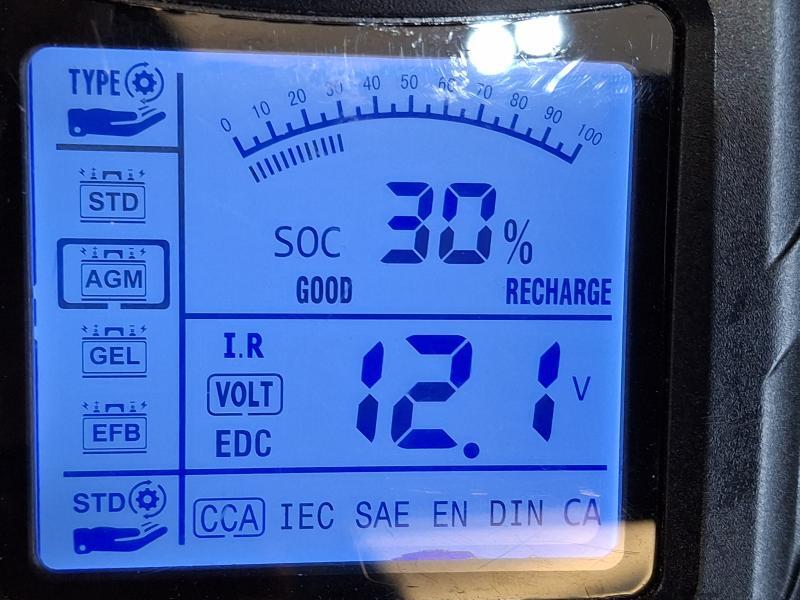 TYPE
0 10 20 30 40 50 60 70 80 90 100
STD
SOC 30%
AGM
GOOD RECHARGE
I.R
GEL
VOLT 12.1 V
EFB
EDC
STD
CCA IEC SAE EN DIN CA